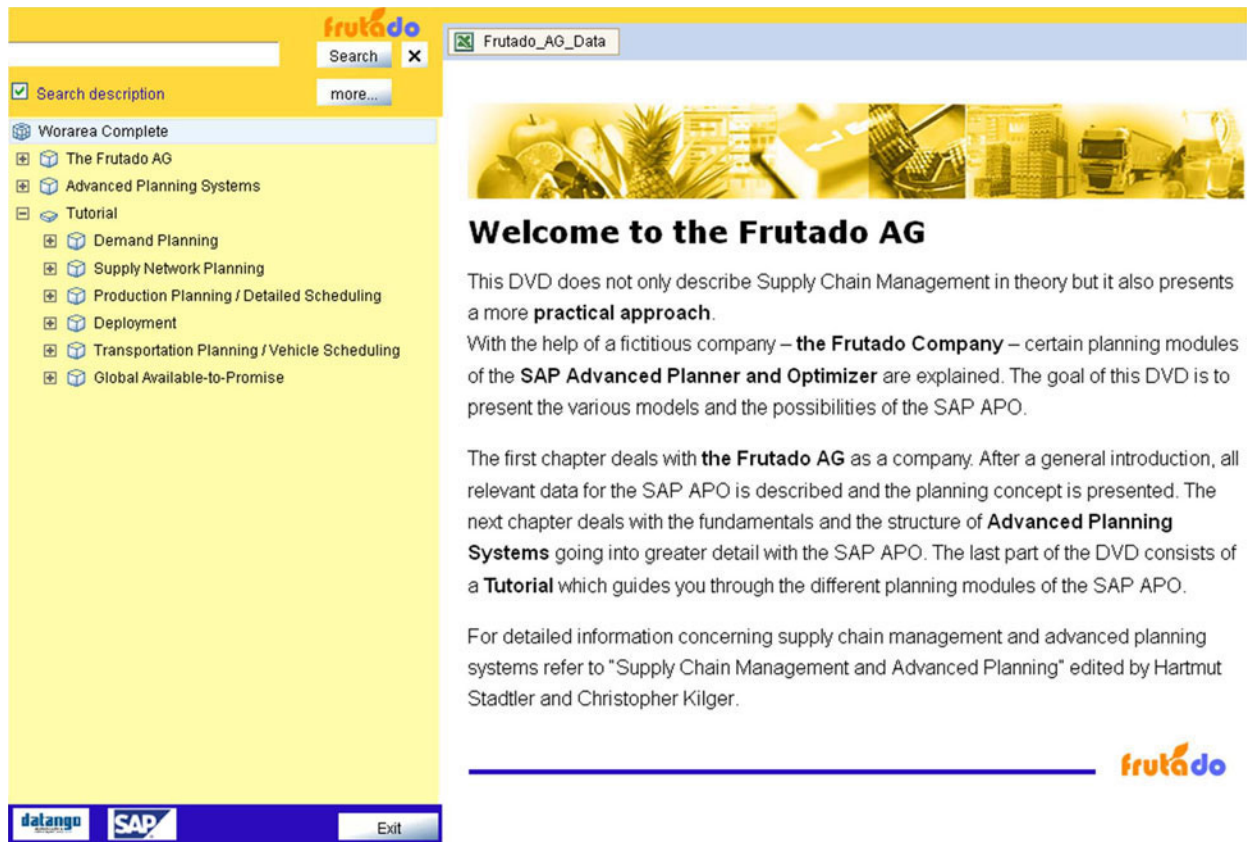 frutado
Search
Search description
more...
Worarea Complete
The Frutado AG
Advanced Planning Systems
Tutorial
Demand Planning
Supply Network Planning
Production Planning / Detailed Scheduling
Deployment
Transportation Planning / Vehicle Scheduling
Global Available-to-Promise
datango
SAP
Exit
Frutado_AG_Data
Welcome to the Frutado AG
This DVD does not only describe Supply Chain Management in theory but it also presents
a more practical approach.
With the help of a fictitious company – the Frutado Company – certain planning modules
of the SAP Advanced Planner and Optimizer are explained. The goal of this DVD is to
present the various models and the possibilities of the SAP APO.
The first chapter deals with the Frutado AG as a company. After a general introduction, all
relevant data for the SAP APO is described and the planning concept is presented. The
next chapter deals with the fundamentals and the structure of Advanced Planning
Systems going into greater detail with the SAP APO. The last part of the DVD consists of
a Tutorial which guides you through the different planning modules of the SAP APO.
For detailed information concerning supply chain management and advanced planning
systems refer to "Supply Chain Management and Advanced Planning" edited by Hartmut
Stadtler and Christopher Kilger.
frutado